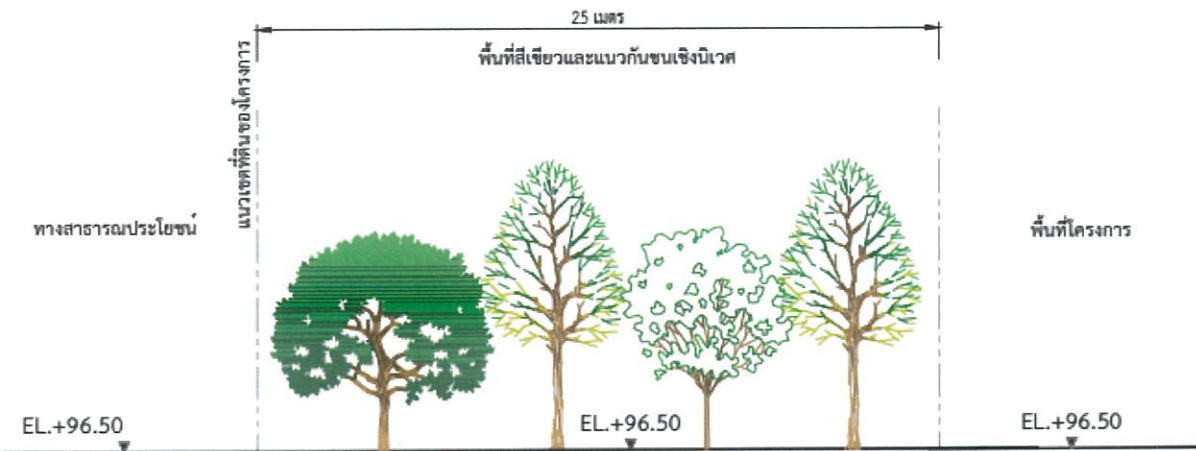 25 เมตร
พื้นที่สีเขียวและแนวกันชนเชิงนิเวศ
แนวเขตที่ดินของโครงการ
ทางสาธารณประโยชน์
พื้นที่โครงการ
EL.+96.50
EL.+96.50
EL.+96.50